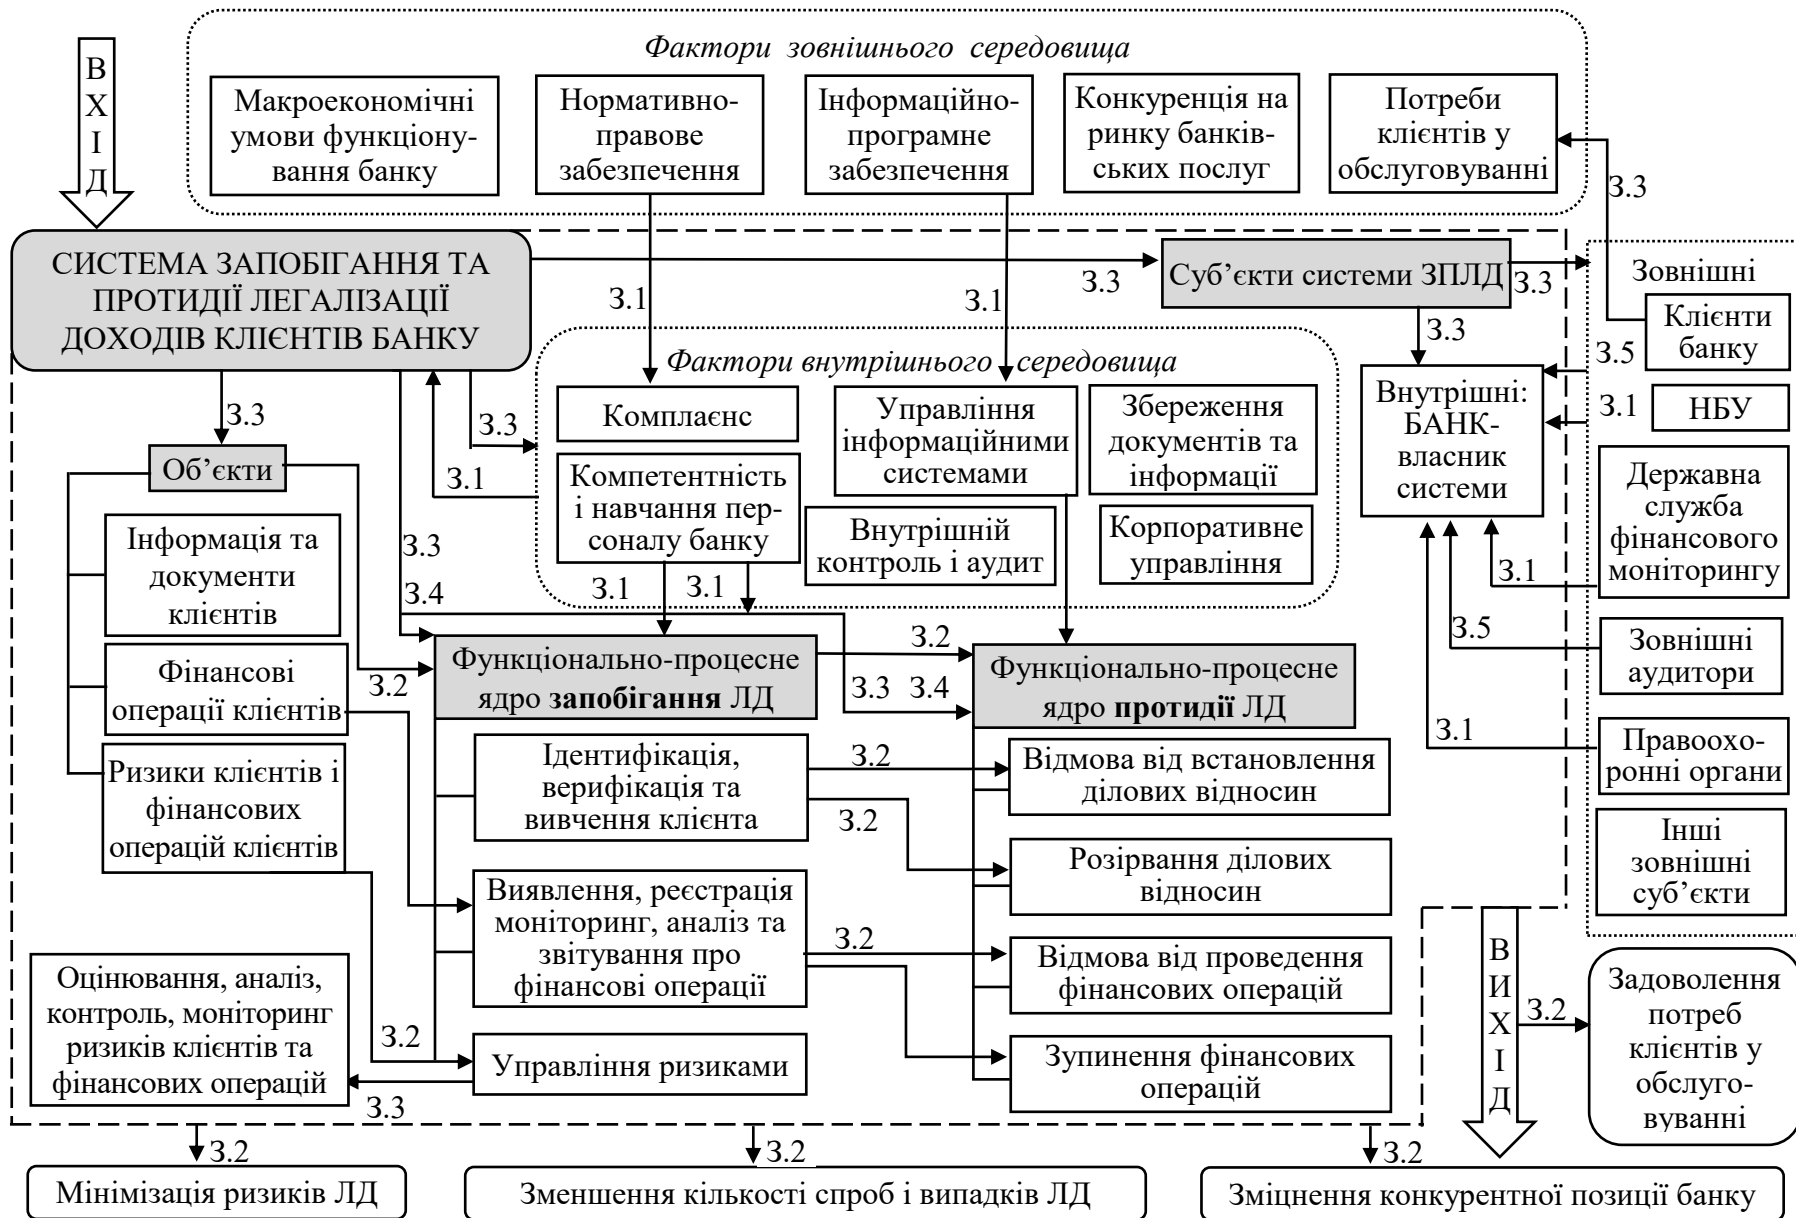 В
Х
І
Д
Фактори зовнішнього середовища
Макроекономічні
умови функціону-
вання банку
Нормативно-
правове
забезпечення
Інформаційно-
програмне
забезпечення
Конкуренція на
ринку банків-
ських послуг
Потреби
клієнтів у
обслуговуванні
З.3
СИСТЕМА ЗАПОБІГАННЯ ТА
ПРОТИДІЇ ЛЕГАЛІЗАЦІЇ
ДОХОДІВ КЛІЄНТІВ БАНКУ
З.3
Суб’єкти системи ЗПЛД
З.3
З.1
З.1
З.3
Зовнішні
Клієнти
банку
НБУ
Державна
служба
фінансового
моніторингу
Зовнішні
аудитори
Правоохо-
ронні органи
Інші
зовнішні
суб’єкти
З.5
З.1
Внутрішні:
БАНК-
власник
системи
З.1
З.5
З.1
Фактори внутрішнього середовища
Комплаєнс
Управління
інформаційними
системами
Збереження
документів та
інформації
Компетентність
і навчання пер-
соналу банку
Внутрішній
контроль і аудит
Корпоративне
управління
З.3
З.3
З.1
Об’єкти
Інформація та
документи
клієнтів
Фінансові
операції клієнтів
Ризики клієнтів і
фінансових
операцій клієнтів
З.3
З.4
З.1
З.1
З.2
Функціонально-процесне
ядро запобігання ЛД
З.2
З.3
З.4
Функціонально-процесне
ядро протидії ЛД
Ідентифікація,
верифікація та
вивчення клієнта
З.2
З.2
Відмова від встановлення
ділових відносин
Розірвання ділових
відносин
Виявлення, реєстрація
моніторинг, аналіз та
звітування про
фінансові операції
З.2
Відмова від проведення
фінансових операцій
Зупинення фінансових
операцій
Оцінювання, аналіз,
контроль, моніторинг
ризиків клієнтів та
фінансових операцій
З.2
Управління ризиками
З.3
В
И
Х
І
Д
З.2
Задоволення
потреб
клієнтів у
обслуго-
вуванні
З.2
З.2
З.2
Мінімізація ризиків ЛД
Зменшення кількості спроб і випадків ЛД
Зміцнення конкурентної позиції банку